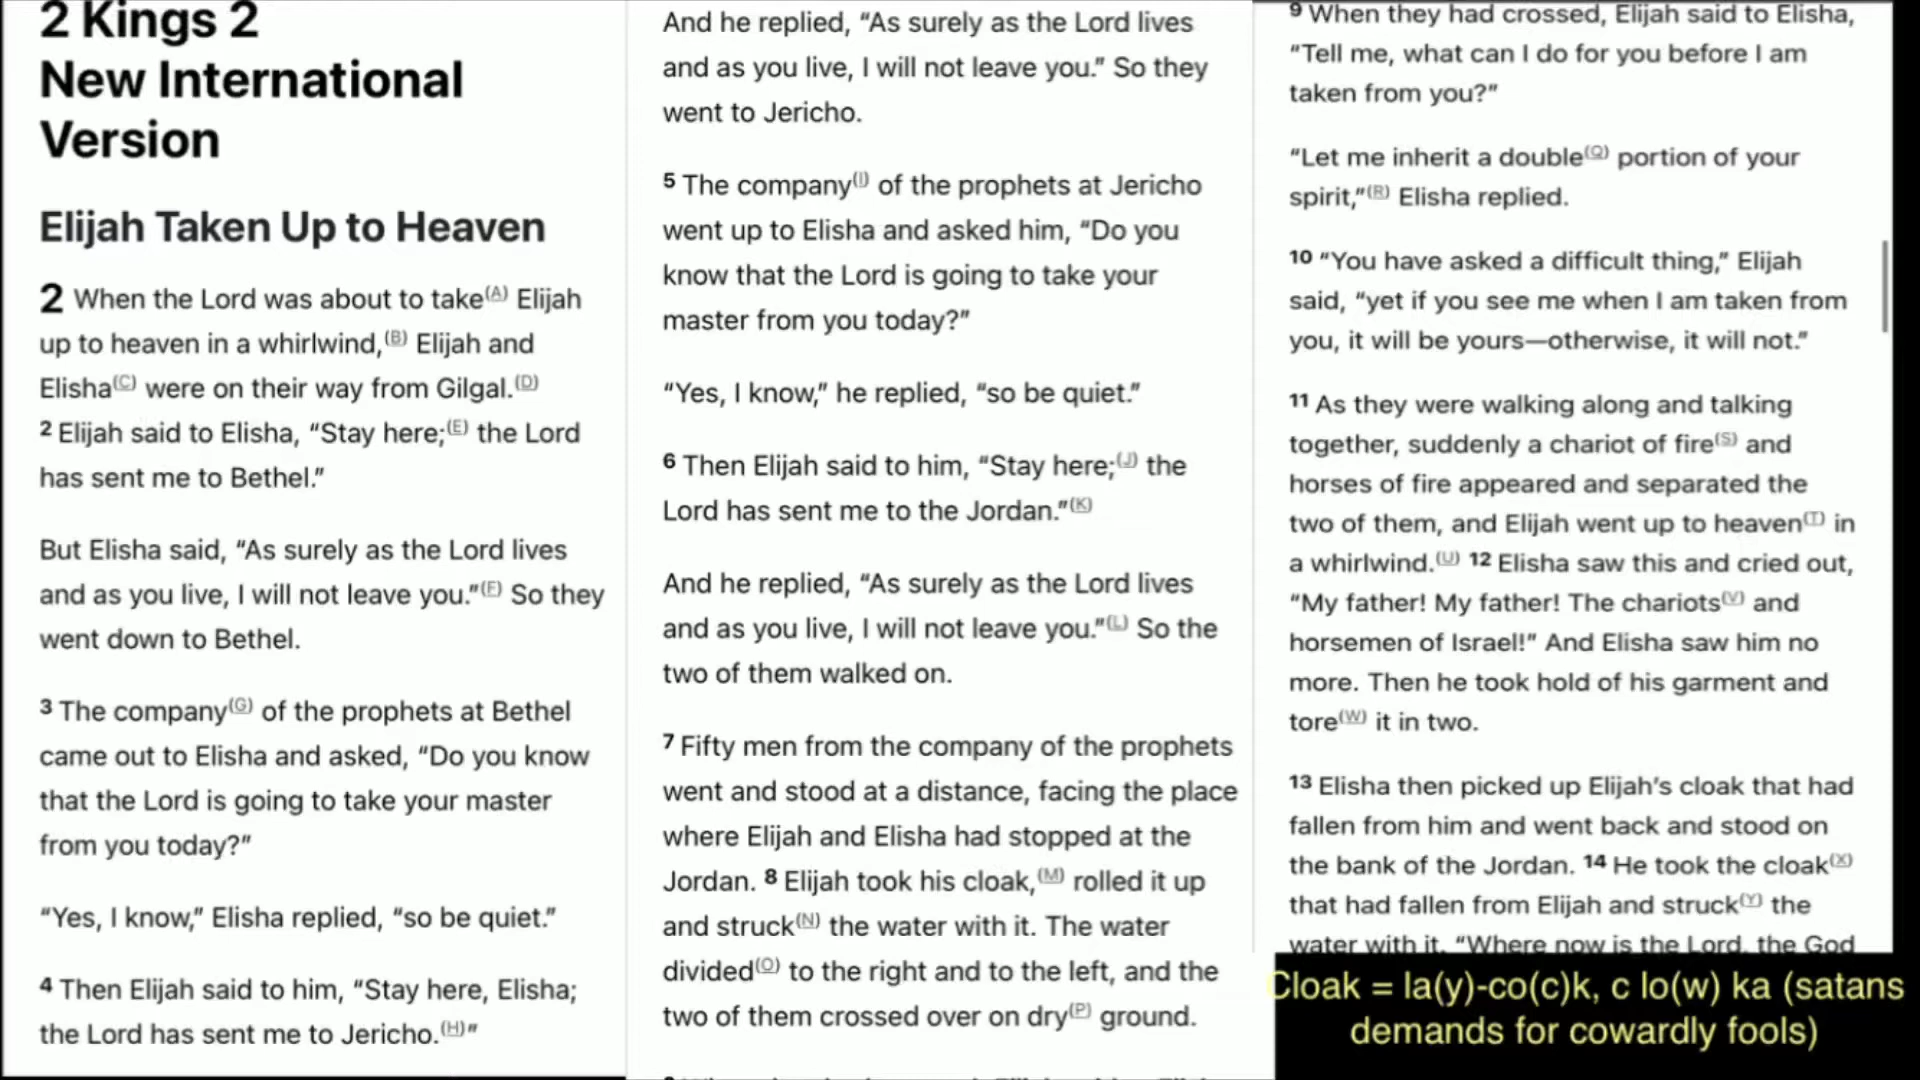 2 Kings 2
New International
Version
Elijah Taken Up to Heaven
2 When the Lord was about to take(A) Elijah
up to heaven in a whirlwind,(B) Elijah and
Elisha(C) were on their way from Gilgal.(D)
2 Elijah said to Elisha, “Stay here;(E) the Lord
has sent me to Bethel.”
But Elisha said, “As surely as the Lord lives
and as you live, I will not leave you.”(F) So they
went down to Bethel.
3 The company(G) of the prophets at Bethel
came out to Elisha and asked, “Do you know
that the Lord is going to take your master
from you today?”
“Yes, I know,” Elisha replied, “so be quiet.”
4 Then Elijah said to him, “Stay here, Elisha;
the Lord has sent me to Jericho.(H)”
And he replied, “As surely as the Lord lives
and as you live, I will not leave you.” So they
went to Jericho.
5 The company(I) of the prophets at Jericho
went up to Elisha and asked him, “Do you
know that the Lord is going to take your
master from you today?”
“Yes, I know,” he replied, “so be quiet.”
6 Then Elijah said to him, “Stay here;(J) the
Lord has sent me to the Jordan.”(K)
And he replied, “As surely as the Lord lives
and as you live, I will not leave you.”(L) So the
two of them walked on.
7 Fifty men from the company of the prophets
went and stood at a distance, facing the place
where Elijah and Elisha had stopped at the
Jordan. 8 Elijah took his cloak,(M) rolled it up
and struck(N) the water with it. The water
divided(O) to the right and to the left, and the
two of them crossed over on dry(P) ground.
9 When they had crossed, Elijah said to Elisha,
“Tell me, what can I do for you before I am
taken from you?”
“Let me inherit a double(Q) portion of your
spirit,”(R) Elisha replied.
10 “You have asked a difficult thing,” Elijah
said, “yet if you see me when I am taken from
you, it will be yours—otherwise, it will not.”
11 As they were walking along and talking
together, suddenly a chariot of fire(S) and
horses of fire appeared and separated the
two of them, and Elijah went up to heaven(T) in
a whirlwind.(U) 12 Elisha saw this and cried out,
“My father! My father! The chariots(V) and
horsemen of Israel!” And Elisha saw him no
more. Then he took hold of his garment and
tore(W) it in two.
13 Elisha then picked up Elijah’s cloak that had
fallen from him and went back and stood on
the bank of the Jordan. 14 He took the cloak(X)
that had fallen from Elijah and struck(Y) the
water with it. “Where now is the Lord, the God
Cloak = la(y)-co(c)k, c lo(w) ka (satans
demands for cowardly fools)